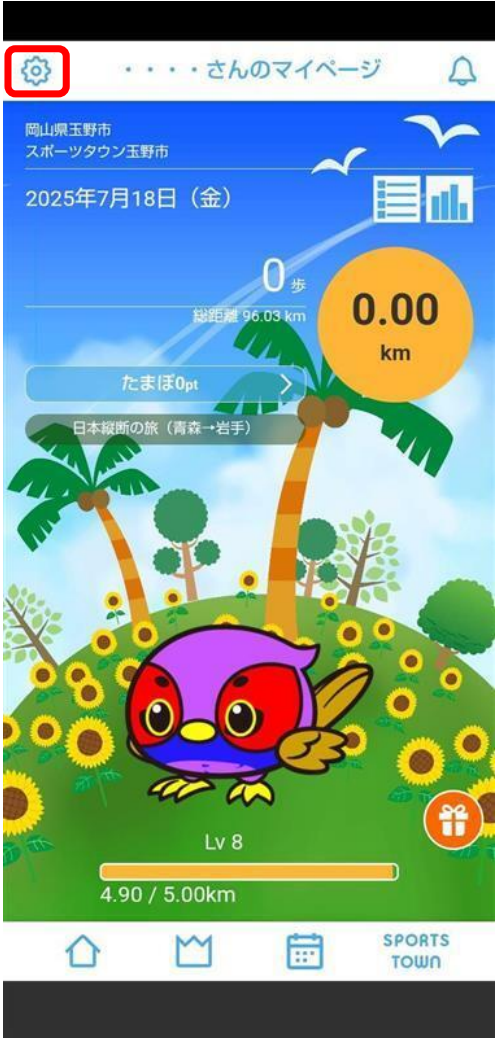 ・・・・さんのマイページ
岡山県玉野市
スポーツタウン玉野市
2025年7月18日（金）
0歩
総距離 96.03 km
0.00
km
たまぽ0pt
日本縦断の旅（青森→岩手）
Lv 8
4.90 / 5.00km
SPORTS
TOWN